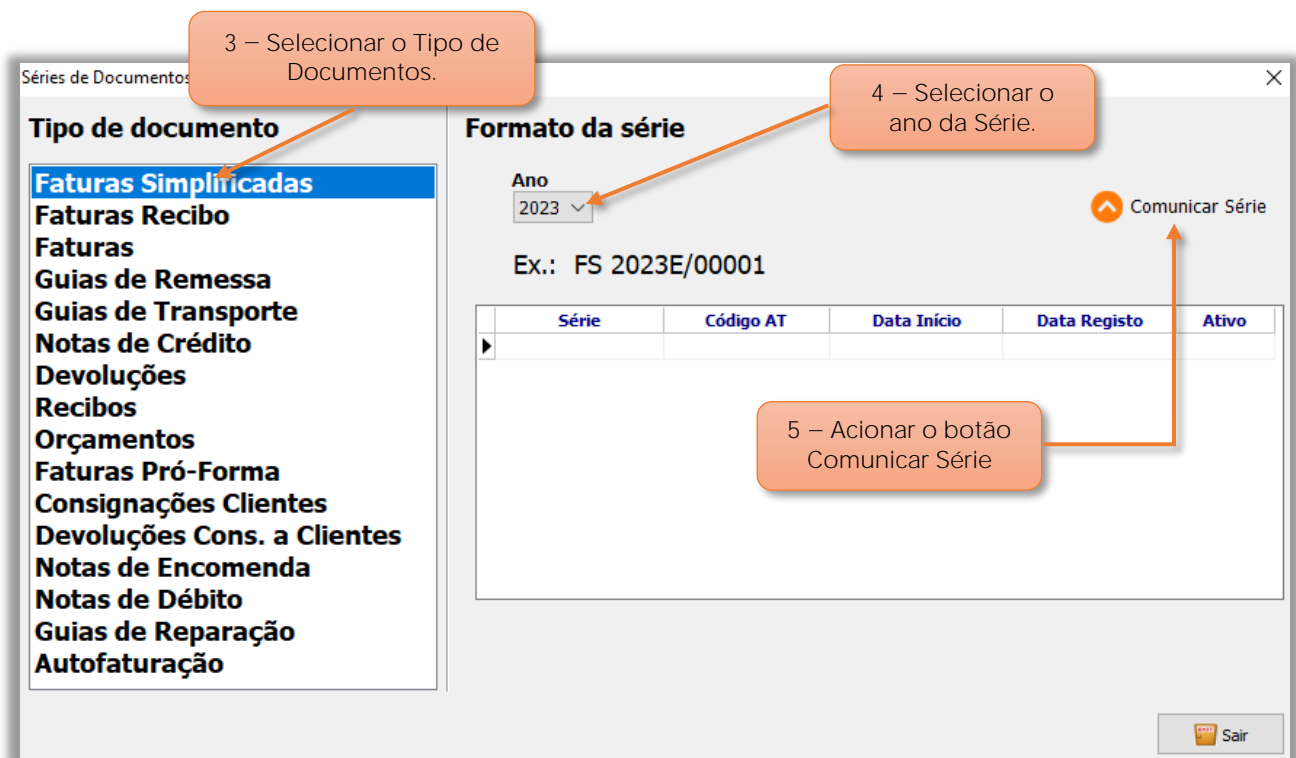 3 – Selecionar o Tipo de
Documentos.
Séries de Documentos
4 – Selecionar o
ano da Série.
Tipo de documento
Faturas Simplificadas
Faturas Recibo
Faturas
Guias de Remessa
Guias de Transporte
Notas de Crédito
Devoluções
Recibos
Orçamentos
Faturas Pró-Forma
Consignações Clientes
Devoluções Cons. a Clientes
Notas de Encomenda
Notas de Débito
Guias de Reparação
Autofaturação
Formato da série
Ano
2023
Comunicar Série
Ex.: FS 2023E/00001
Série Código AT Data Início Data Registo Ativo
5 – Acionar o botão
Comunicar Série
Sair